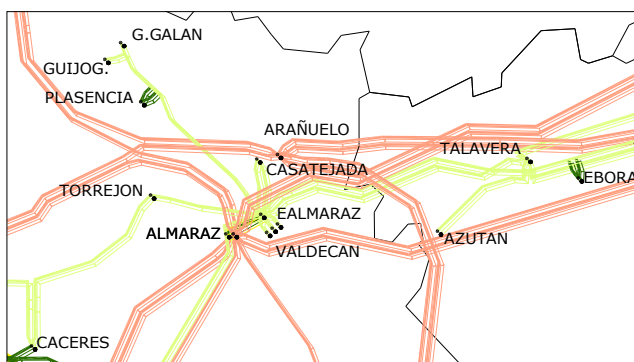 G.GALAN
GUIJOG.
PLASENCIA
ARAÑUELO
TALAVERA
CASATEJADA
EBORA
TORREJON
EALMARAZ
ALMARAZ
AZUTAN
VALDECAN
CACERES